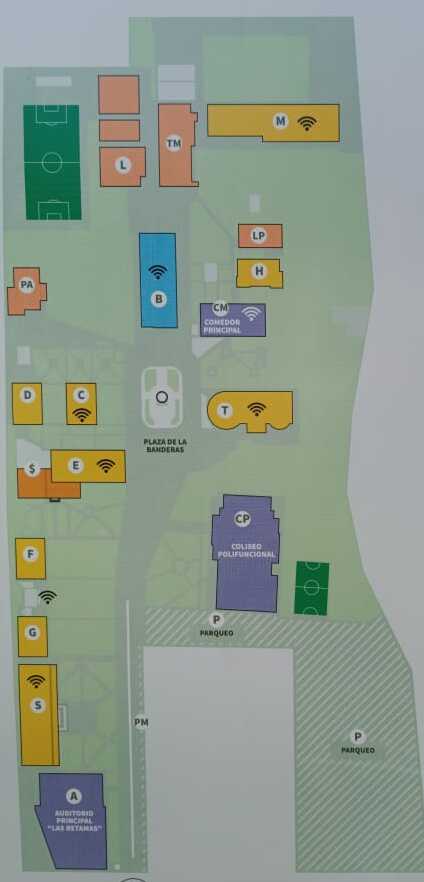 M
TM
L
LP
H
PA
B
CM
COMEDOR
PRINCIPAL
D
C
T
PLAZA DE LA
BANDERAS
$
E
CP
COLISEO
POLIFUNCIONAL
F
P
PARQUEO
G
S
PM
P
PARQUEO
A
AUDITORIO
PRINCIPAL
"LAS RETAMAS"